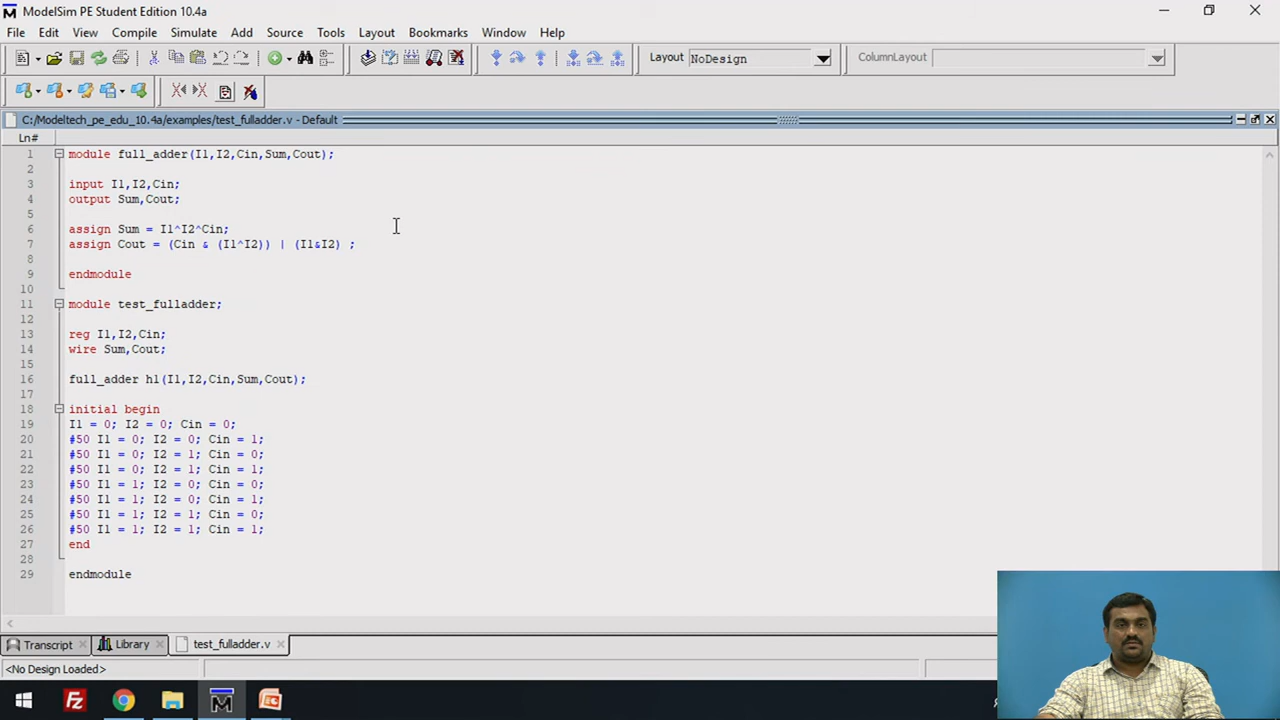 ModelSim PE Student Edition 10.4a
File Edit View Compile Simulate Add Source Tools Layout Bookmarks Window Help
Layout NoDesign ColumnLayout
C:/Modeltech_pe_edu_10.4a/examples/test_fulladder.v - Default
Ln#
1 module full_adder(I1,I2,Cin,Sum,Cout);
2
3 input I1,I2,Cin;
4 output Sum,Cout;
5
6 assign Sum = I1^I2^Cin;
7 assign Cout = (Cin & (I1^I2)) | (I1&I2) ;
8
9 endmodule
10
11 module test_fulladder;
12
13 reg I1,I2,Cin;
14 wire Sum,Cout;
15
16 full_adder h1(I1,I2,Cin,Sum,Cout);
17
18 initial begin
19 I1 = 0; I2 = 0; Cin = 0;
20 #50 I1 = 0; I2 = 0; Cin = 1;
21 #50 I1 = 0; I2 = 1; Cin = 0;
22 #50 I1 = 0; I2 = 1; Cin = 1;
23 #50 I1 = 1; I2 = 0; Cin = 0;
24 #50 I1 = 1; I2 = 0; Cin = 1;
25 #50 I1 = 1; I2 = 1; Cin = 0;
26 #50 I1 = 1; I2 = 1; Cin = 1;
27 end
28
29 endmodule
Transcript Library test_fulladder.v
<No Design Loaded>